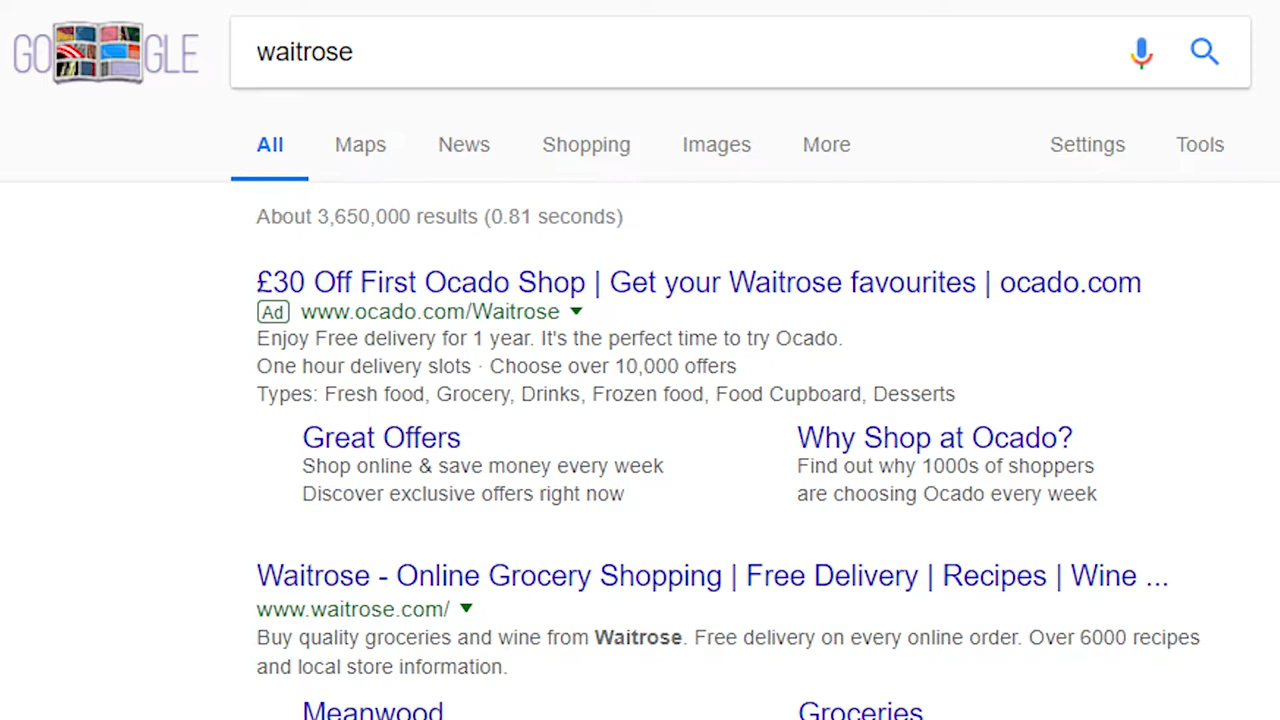 GO GLE
waitrose
All Maps News Shopping Images More Settings Tools
About 3,650,000 results (0.81 seconds)
£30 Off First Ocado Shop | Get your Waitrose favourites | ocado.com
Ad www.ocado.com/Waitrose
Enjoy Free delivery for 1 year. It's the perfect time to try Ocado.
One hour delivery slots · Choose over 10,000 offers
Types: Fresh food, Grocery, Drinks, Frozen food, Food Cupboard, Desserts
Great Offers
Shop online & save money every week
Discover exclusive offers right now
Why Shop at Ocado?
Find out why 1000s of shoppers
are choosing Ocado every week
Waitrose - Online Grocery Shopping | Free Delivery | Recipes | Wine ...
www.waitrose.com/
Buy quality groceries and wine from Waitrose. Free delivery on every online order. Over 6000 recipes
and local store information.
Meanwood Groceries